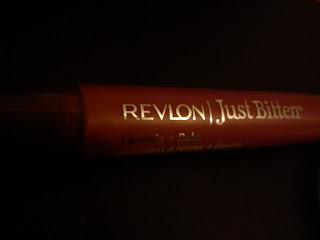 REVLON | Just Bitten®
Lipstain + Balm